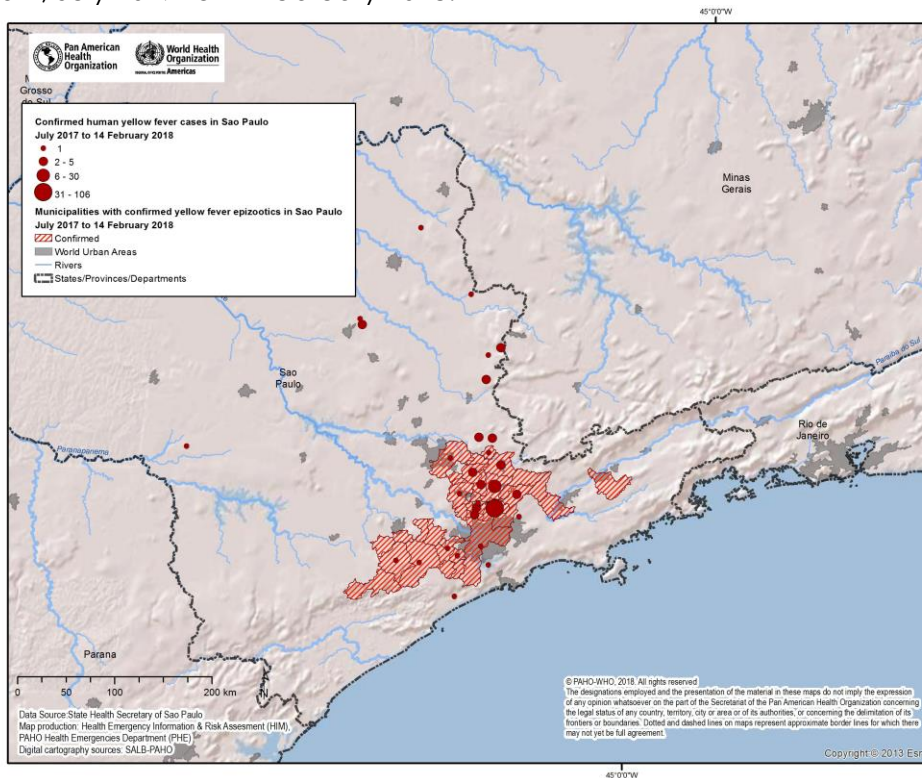 45°0'0"W
Pan American
Health
Organization
World Health
Organization
REGIONAL OFFICE FOR THE Americas
Grosso
do Sul
Confirmed human yellow fever cases in Sao Paulo
July 2017 to 14 February 2018
1
2 - 5
6 - 30
31 - 106
Municipalities with confirmed yellow fever epizootics in Sao Paulo
July 2017 to 14 February 2018
Confirmed
World Urban Areas
Rivers
States/Provinces/Departments
Minas
Gerais
Paraiba do Sul
Sao
Paulo
Rio de
Janeiro
Paranapanema
Parana
0 50 100 200 km
Data Source:State Health Secretary of Sao Paulo
Map production: Health Emergency Information & Risk Assesment (HIM),
PAHO Health Emergencies Department (PHE)
Digital cartography sources: SALB-PAHO
© PAHO-WHO, 2018. All rights reserved
The designations employed and the presentation of the material in these maps do not imply the expression
of any opinion whatsoever on the part of the Secretariat of the Pan American Health Organization concerning
the legal status of any country, territory, city or area or of its authorities, or concerning the delimitation of its
frontiers or boundaries. Dotted and dashed lines on maps represent approximate border lines for which there
may not yet be full agreement.
Copyright:© 2013 Esri
45°0'0"W